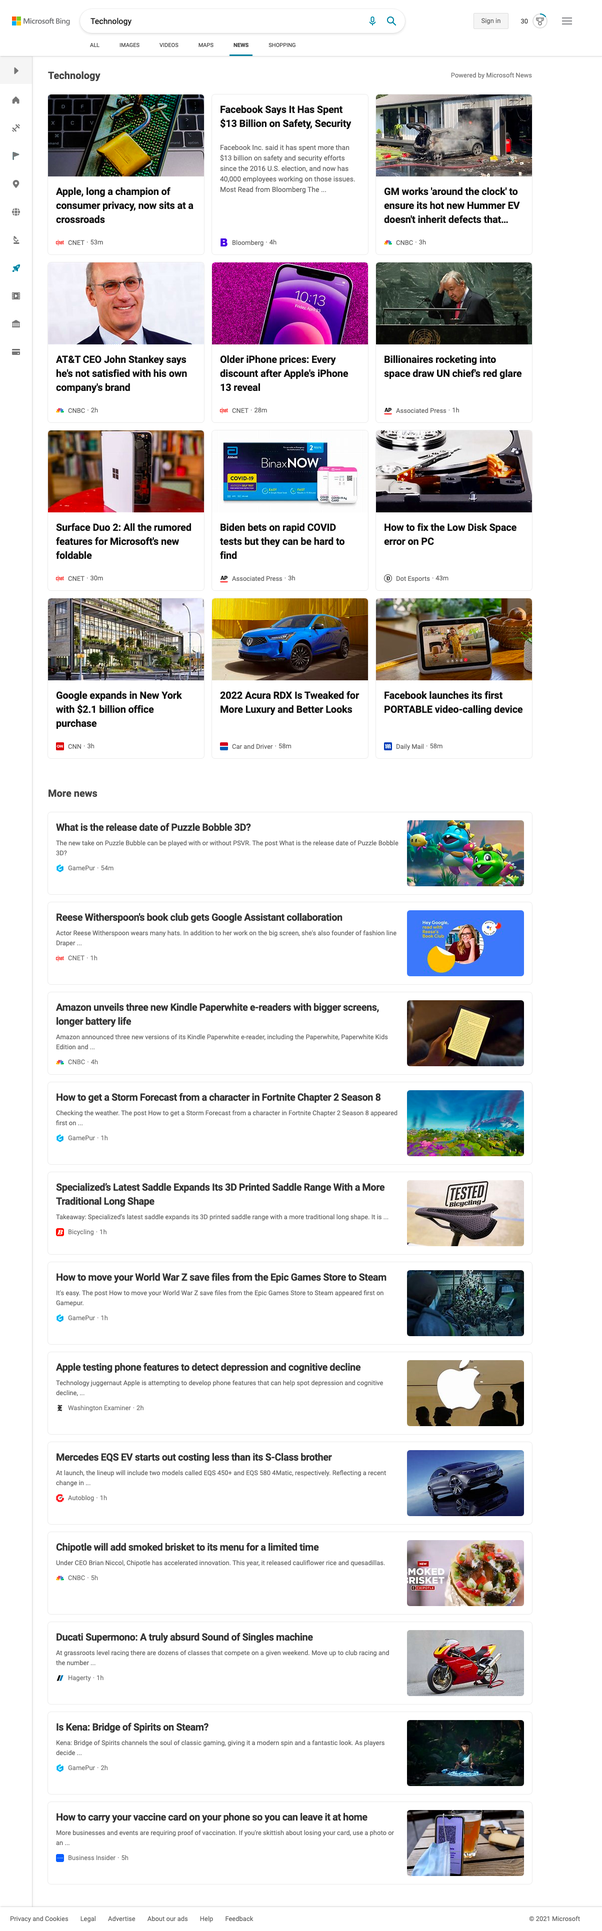 Microsoft Bing
Technology
Sign in
30
ALL
IMAGES
VIDEOS
MAPS
NEWS
SHOPPING
Technology
Powered by Microsoft News
Apple, long a champion of
consumer privacy, now sits at a
crossroads
CNET · 53m
Facebook Says It Has Spent
$13 Billion on Safety, Security
Facebook Inc. said it has spent more than
$13 billion on safety and security efforts
since the 2016 U.S. election, and now has
40,000 employees working on those issues.
Most Read from Bloomberg The ...
Bloomberg · 4h
GM works 'around the clock' to
ensure its hot new Hummer EV
doesn't inherit defects that…
CNBC · 3h
AT&T CEO John Stankey says
he's not satisfied with his own
company's brand
CNBC · 2h
10:13
Older iPhone prices: Every
discount after Apple's iPhone
13 reveal
CNET · 28m
Billionaires rocketing into
space draw UN chief's red glare
AP
Associated Press · 1h
Surface Duo 2: All the rumored
features for Microsoft's new
foldable
CNET · 30m
BinaxNOW
COVID-19
Biden bets on rapid COVID
tests but they can be hard to
find
AP
Associated Press · 3h
How to fix the Low Disk Space
error on PC
Dot Esports · 43m
Google expands in New York
with $2.1 billion office
purchase
CNN · 3h
2022 Acura RDX Is Tweaked for
More Luxury and Better Looks
Car and Driver · 58m
Facebook launches its first
PORTABLE video-calling device
Daily Mail · 58m
More news
What is the release date of Puzzle Bobble 3D?
The new take on Puzzle Bubble can be played with or without PSVR. The post What is the release date of Puzzle Bobble
3D?
GamePur · 54m
Reese Witherspoon's book club gets Google Assistant collaboration
Actor Reese Witherspoon wears many hats. In addition to her work on the big screen, she's also founder of fashion line
Draper ...
CNET · 1h
Hey Google,
read with
Reese's
Book Club
Amazon unveils three new Kindle Paperwhite e-readers with bigger screens,
longer battery life
Amazon announced three new versions of its Kindle Paperwhite e-reader, including the Paperwhite, Paperwhite Kids
Edition and ...
CNBC · 4h
How to get a Storm Forecast from a character in Fortnite Chapter 2 Season 8
Checking the weather. The post How to get a Storm Forecast from a character in Fortnite Chapter 2 Season 8 appeared
first on ...
GamePur · 1h
Specialized's Latest Saddle Expands Its 3D Printed Saddle Range With a More
Traditional Long Shape
Takeaway: Specialized's latest saddle expands its 3D printed saddle range with a more traditional long shape. It is ...
Bicycling · 1h
TESTED
Bicycling
How to move your World War Z save files from the Epic Games Store to Steam
It's easy. The post How to move your World War Z save files from the Epic Games Store to Steam appeared first on
Gamepur.
GamePur · 1h
Apple testing phone features to detect depression and cognitive decline
Technology juggernaut Apple is attempting to develop phone features that can help spot depression and cognitive
decline, ...
Washington Examiner · 2h
Mercedes EQS EV starts out costing less than its S-Class brother
At launch, the lineup will include two models called EQS 450+ and EQS 580 4Matic, respectively. Reflecting a recent
change in ...
Autoblog · 1h
Chipotle will add smoked brisket to its menu for a limited time
Under CEO Brian Niccol, Chipotle has accelerated innovation. This year, it released cauliflower rice and quesadillas.
CNBC · 5h
NEW
MOKED
RISKET
Ducati Supermono: A truly absurd Sound of Singles machine
At grassroots level racing there are dozens of classes that compete on a given weekend. Move up to club racing and
the number ...
Hagerty · 1h
Is Kena: Bridge of Spirits on Steam?
Kena: Bridge of Spirits channels the soul of classic gaming, giving it a modern spin and a fantastic look. As players
decide ...
GamePur · 2h
How to carry your vaccine card on your phone so you can leave it at home
More businesses and events are requiring proof of vaccination. If you're skittish about losing your card, use a photo or
an ...
Business Insider · 5h
Privacy and Cookies
Legal
Advertise
About our ads
Help
Feedback
© 2021 Microsoft